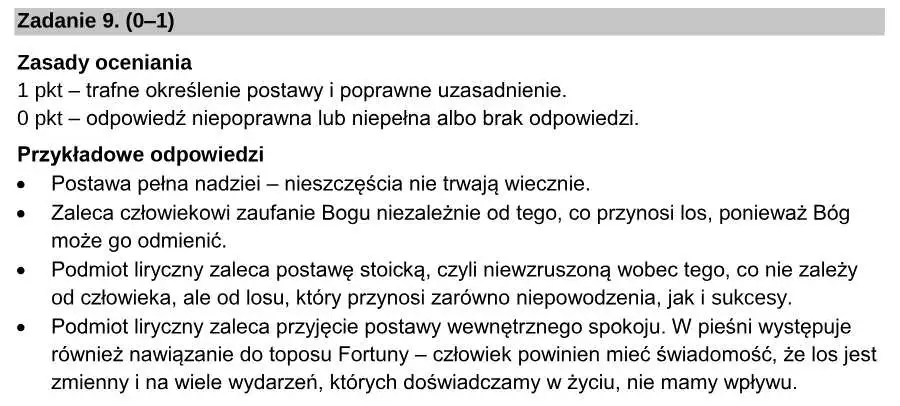 Zadanie 9. (0–1)
Zasady oceniania
1 pkt – trafne określenie postawy i poprawne uzasadnienie.
0 pkt – odpowiedź niepoprawna lub niepełna albo brak odpowiedzi.
Przykładowe odpowiedzi
• Postawa pełna nadziei – nieszczęścia nie trwają wiecznie.
• Zaleca człowiekowi zaufanie Bogu niezależnie od tego, co przynosi los, ponieważ Bóg
może go odmienić.
• Podmiot liryczny zaleca postawę stoicką, czyli niewzruszoną wobec tego, co nie zależy
od człowieka, ale od losu, który przynosi zarówno niepowodzenia, jak i sukcesy.
• Podmiot liryczny zaleca przyjęcie postawy wewnętrznego spokoju. W pieśni występuje
również nawiązanie do toposu Fortuny – człowiek powinien mieć świadomość, że los jest
zmienny i na wiele wydarzeń, których doświadczamy w życiu, nie mamy wpływu.